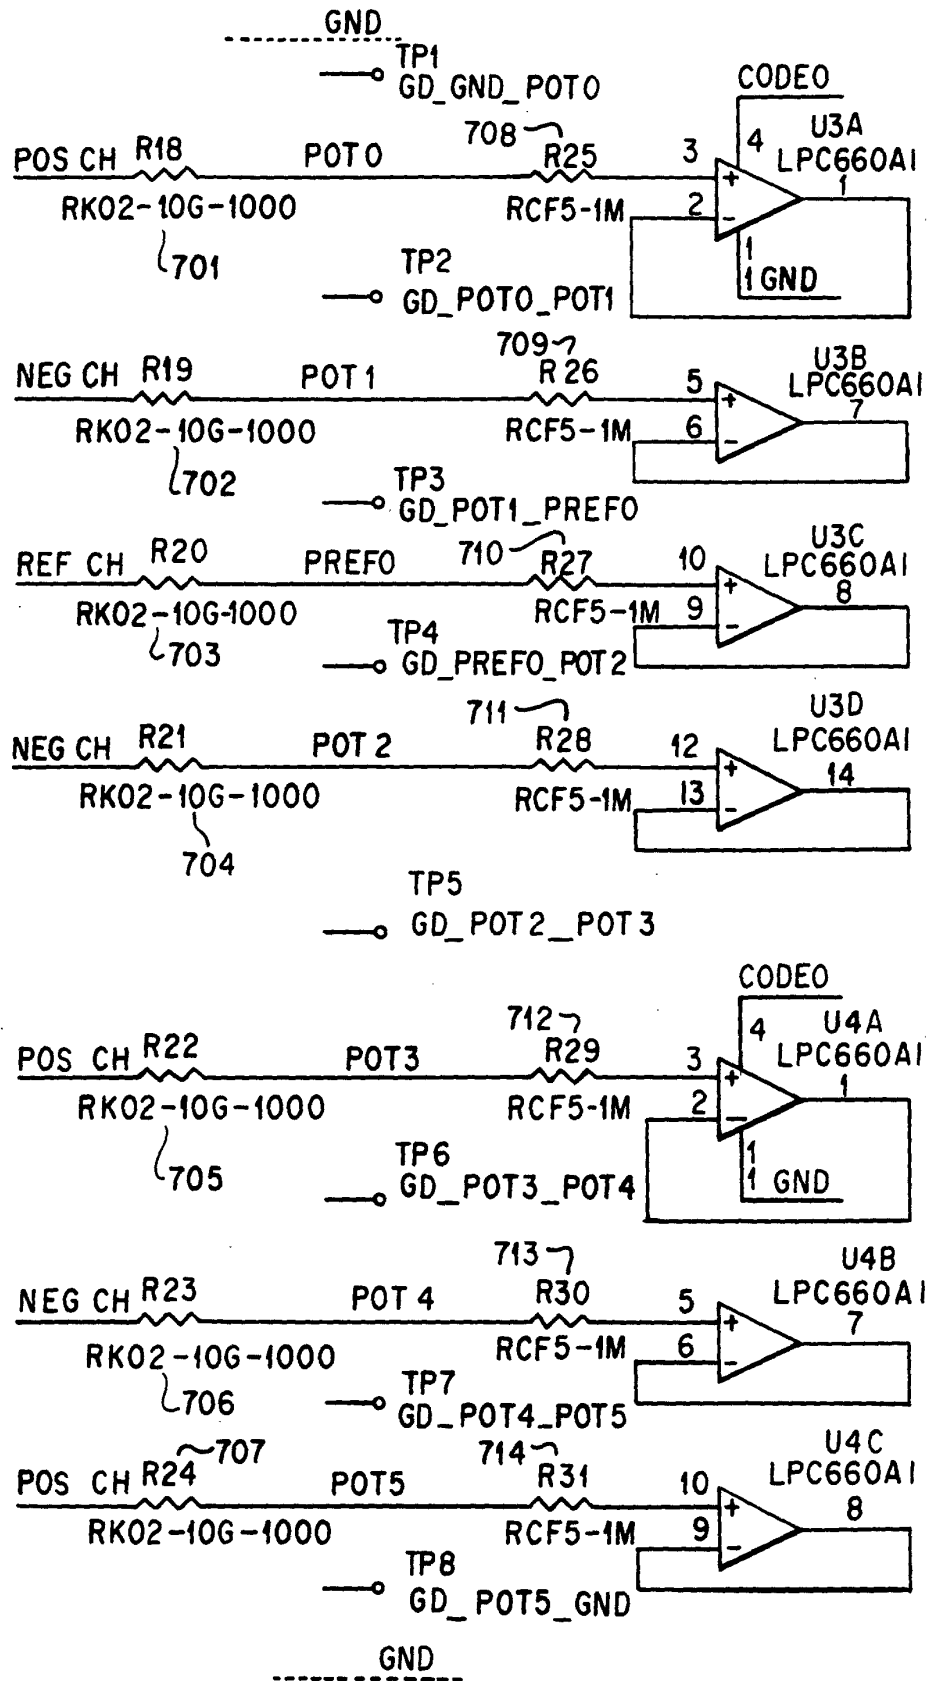 GND
TP1
GD_GND_POT0
CODEO
708
4
U3A
LPC660AI
POS CH R18 POT0 R25 3 + 1
RK02-10G-1000 RCF5-1M 2 -
701
TP2
1
1 GND
GD_POT0_POT1
709
U3B
NEG CH R19 POT1 R26 5 + LPC660AI
7
RK02-10G-1000 RCF5-1M 6 -
702
TP3
GD_POT1_PREF0
710
U3C
REF CH R20 PREF0 R27 10 + LPC660AI
8
RK02-10G-1000 RCF5-1M 9 -
703
TP4
GD_PREF0_POT2
711
U3D
NEG CH R21 POT2 R28 12 + LPC660AI
14
RK02-10G-1000 RCF5-1M 13 -
704
TP5
GD_POT2_POT3
CODEO
712
4
U4A
POS CH R22 POT3 R29 3 + LPC660AI
1
RK02-10G-1000 RCF5-1M 2 -
705
TP6
1
1 GND
GD_POT3_POT4
713
U4B
NEG CH R23 POT4 R30 5 + LPC660AI
7
RK02-10G-1000 RCF5-1M 6 -
706
TP7
GD_POT4_POT5
707
714
U4C
POS CH R24 POT5 R31 10 + LPC660AI
8
RK02-10G-1000 RCF5-1M 9 -
TP8
GD_POT5_GND
GND